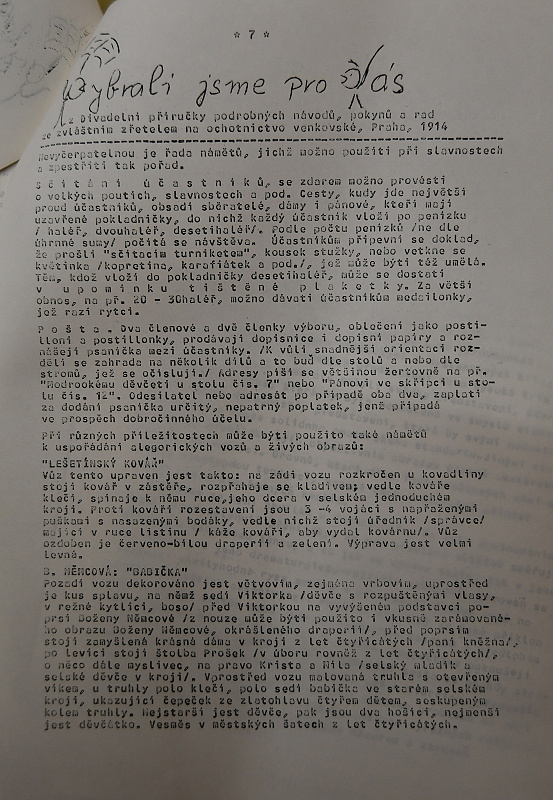 * 7 *
Vybrali jsme pro Vás
z Divadelní příručky podrobných návodů, pokynů a rad
se zvláštním zřetelem na ochotnictvo venkovské, Praha, 1914
Nevyčerpatelnou je řada námětů, jichž možno použíti při slavnostech
a zpestřiti tak pořad.
S č í t á n í   ú č a s t n í k ů, se zdarem možno prováděti
o velkých poutích, slavnostech a pod. Cesty, kudy jde největší
proud účastníků, obsadí sběratelé, dámy i pánové, kteří mají
uzavřené pokladničky, do nichž každý účastník vloží po penízku
/ haléř, dvouhaléř, desetihaléř/. Podle počtu penízků /ne dle
úhrnné sumy/ počítá se návštěva. Účastníkům připevní se doklad,
že prošli "sčítacím turniketem", kousek stužky, nebo vetkne se
květinka /kopretina, karafiátek a pod./, jež může býti též umělá.
Těm, kdož vloží do pokladničky desetihaléř, může se dostati
v   u p o m í n k u   t i š t ě n é   p l a k e t k y. Za větší
obnos, na př. 20 - 30haléř, možno dávati účastníkům medailonky,
jež razí rytci.
P o š t a . Dva členové a dvě členky výboru, oblečení jako posti-
lloni a postillonky, prodávají dopisnice i dopisní papíry a roz-
nášejí psaníčka mezi účastníky. /K vůli snadnější orientaci roz-
dělí se zahrada na několik dílů a to buď dle stolů a nebo dle
stromů, jež se očíslují./ Adresy píší se většinou žertovně na př.
"Modrookému děvčeti u stolu čís. 7" nebo "Pánovi ve skřipci u sto-
lu čís. 12". Odesilatel nebo adresát po případě oba dva, zaplatí
za dodání psaníčka určitý, nepatrný poplatek, jenž připadá
ve prospěch dobročinného účelu.
Při různých příležitostech může býti použito také námětů
k uspořádání alegorických vozů a živých obrazů:
"LEŠETÍNSKÝ KOVÁŘ"
Vůz tento upraven jest takto: na zádi vozu rozkročen u kovadliny
stojí kovář v zástěře, rozpřahuje se kladivem; vedle kováře
klečí, spínajíc k němu ruce,jeho dcera v selském jednoduchém
kroji. Proti kováři rozestaveni jsou  3 -4 vojáci s napřaženými
puškami s nasazenými bodáky, vedle nichž stojí úředník /správce/
mající v ruce listinu / káže kováři, aby vydal kovárnu/. Vůz
ozdoben je červeno-bílou draperií a zelení. Výprava jest velmi
levná.
B. NĚMCOVÁ: "BABIČKA"
Pozadí vozu dekorováno jest větvovím, zejména vrbovím, uprostřed
je kus splavu, na němž sedí Viktorka /děvče s rozpuštěnými vlasy,
v režné kytlici, boso/ před Viktorkou na vyvýšeném podstavci po-
prsí Boženy Němcové /z nouze může býti použito i vkusně zarámované-
ho obrazu Boženy Němcové, okrášleného draperií/, před poprsím
stojí zamyšlená krásná dáma v kroji z let čtyřicátých /paní kněžna/,
po levici stojí štolba Prošek /v úboru rovněž z let čtyřicátých/,
o něco dále myslivec, na pravo Krista a Míla /selský mladík a
selské děvče v kroji/. Vprostřed vozu malovaná truhla s otevřeným
víkem, u truhly polo klečí, polo sedí babička ve starém selském
kroji, ukazující čepeček ze zlatohlavu čtyřem dětem, seskupeným
kolem truhly. Nejstarší jest děvče, pak jsou dva hošíci, nejmenší
jest děvčátko. Vesměs v městských šatech z let čtyřicátých.